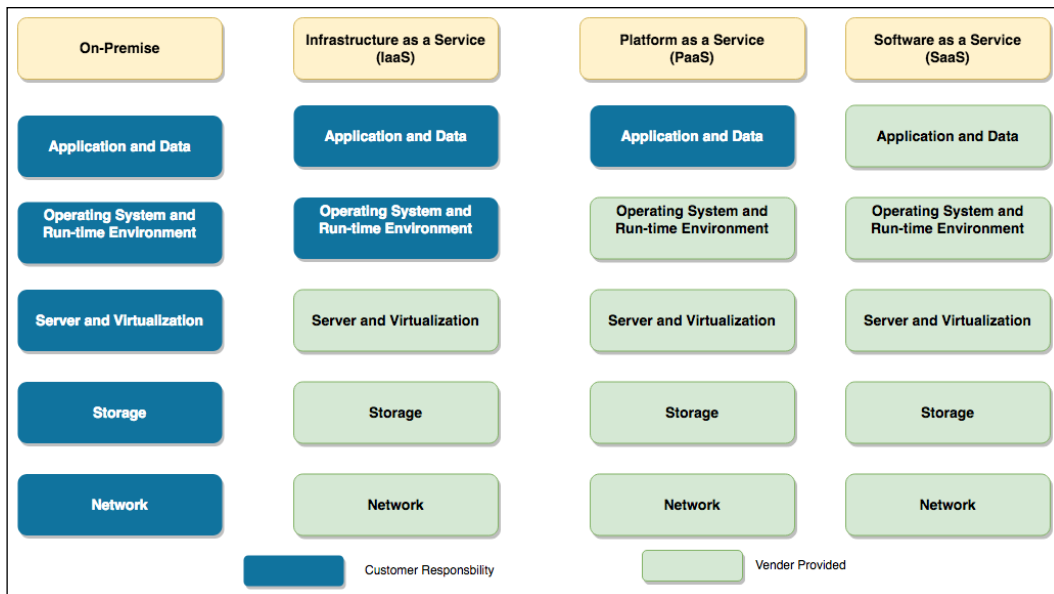 On-Premise
Infrastructure as a Service
(IaaS)
Platform as a Service
(PaaS)
Software as a Service
(SaaS)
Application and Data
Application and Data
Application and Data
Application and Data
Operating System and
Run-time Environment
Operating System and
Run-time Environment
Operating System and
Run-time Environment
Operating System and
Run-time Environment
Server and Virtualization
Server and Virtualization
Server and Virtualization
Server and Virtualization
Storage
Storage
Storage
Storage
Network
Network
Network
Network
Customer Responsbility
Vender Provided